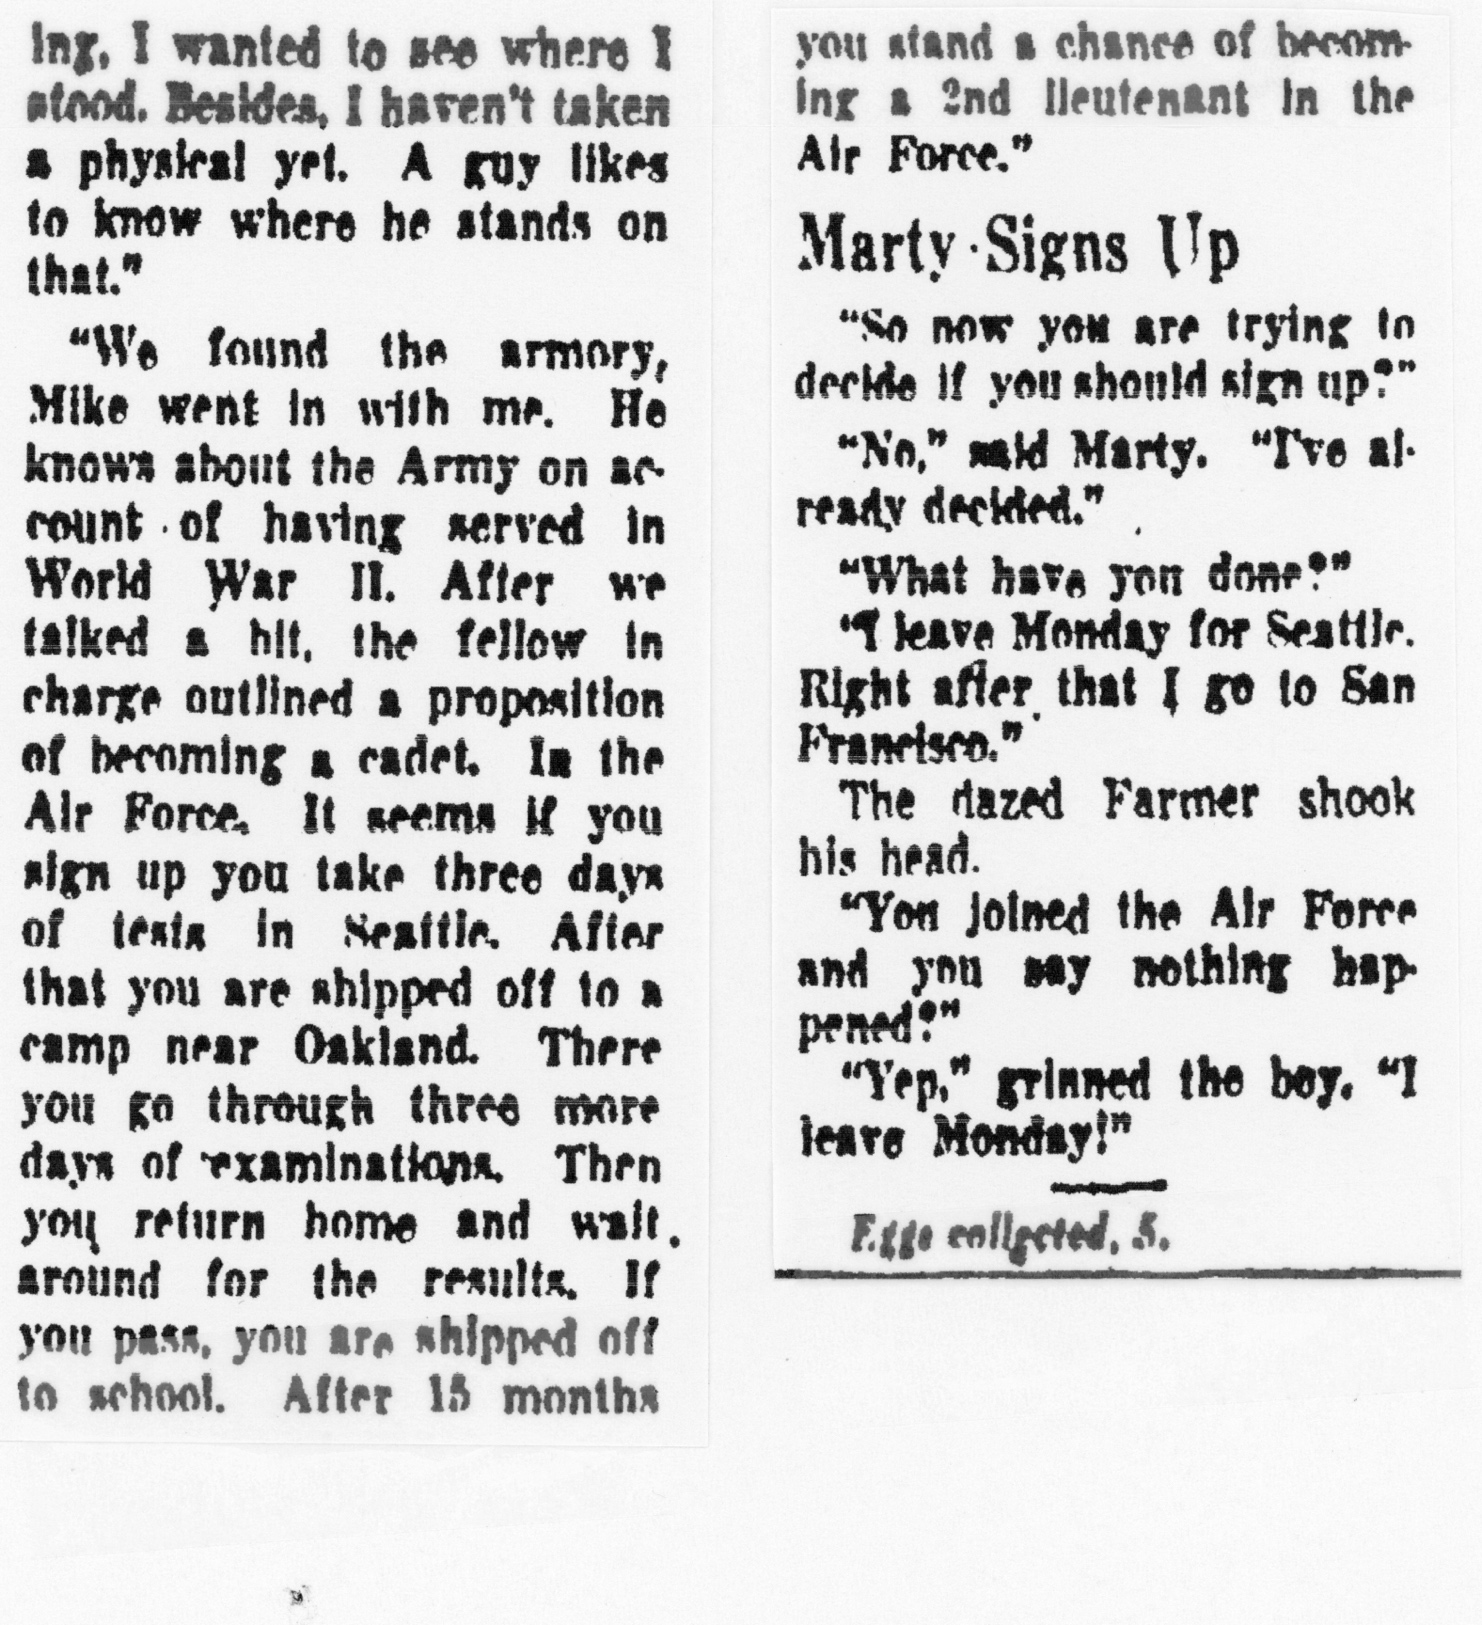 ing, I wanted to see where I
stood. Besides, I haven't taken
a physical yet. A guy likes
to know where he stands on
that."
"We found the armory,
Mike went in with me. He
knows about the Army on ac-
count of having served in
World War II. After we
talked a bit, the fellow in
charge outlined a proposition
of becoming a cadet. In the
Air Force. It seems if you
sign up you take three days
of tests in Seattle. After
that you are shipped off to a
camp near Oakland. There
you go through three more
days of examinations. Then
you return home and wait
around for the results. If
you pass, you are shipped off
to school. After 15 months
you stand a chance of becom-
ing a 2nd lieutenant in the
Air Force."
Marty Signs Up
"So now you are trying to
decide if you should sign up?"
"No," said Marty. "I've al-
ready decided."
"What have you done?"
"I leave Monday for Seattle.
Right after that I go to San
Francisco."
The dazed Farmer shook
his head.
"You joined the Air Force
and you say nothing hap-
pened?"
"Yep," grinned the boy, "I
leave Monday!"
Eggs collected, 5.